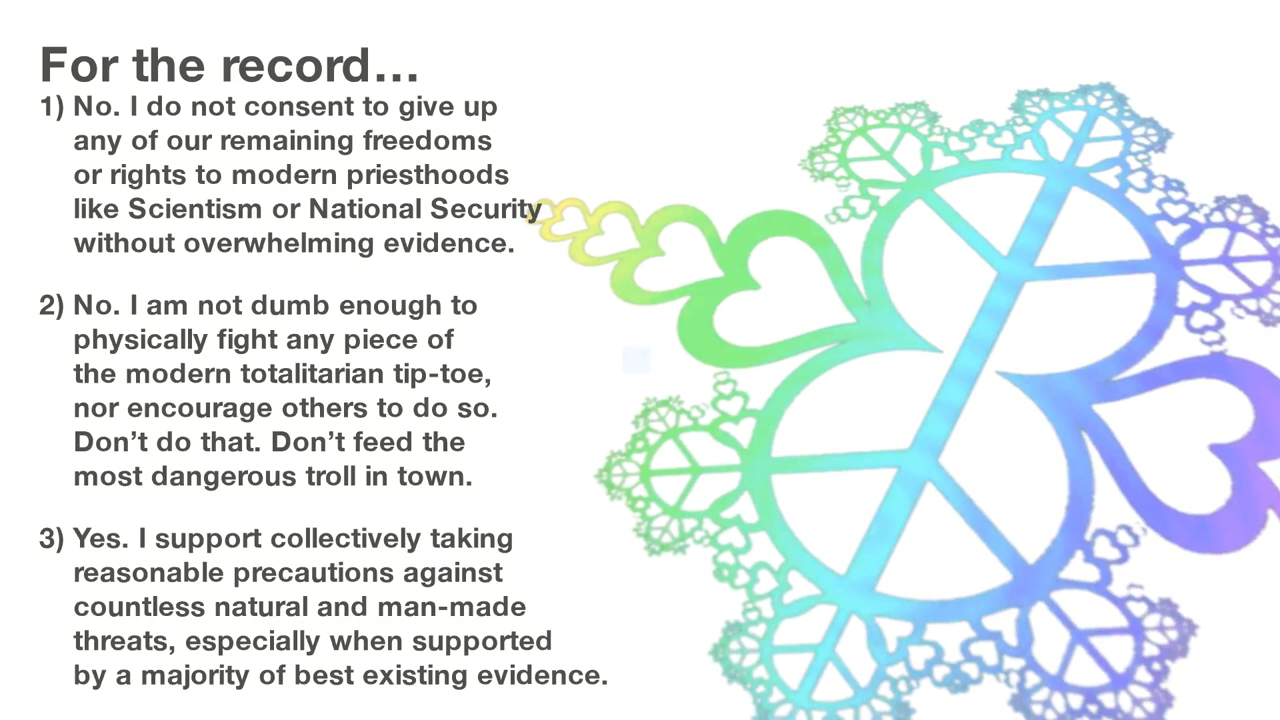 For the record…
1) No. I do not consent to give up
any of our remaining freedoms
or rights to modern priesthoods
like Scientism or National Security
without overwhelming evidence.
2) No. I am not dumb enough to
physically fight any piece of
the modern totalitarian tip-toe,
nor encourage others to do so.
Don’t do that. Don’t feed the
most dangerous troll in town.
3) Yes. I support collectively taking
reasonable precautions against
countless natural and man-made
threats, especially when supported
by a majority of best existing evidence.